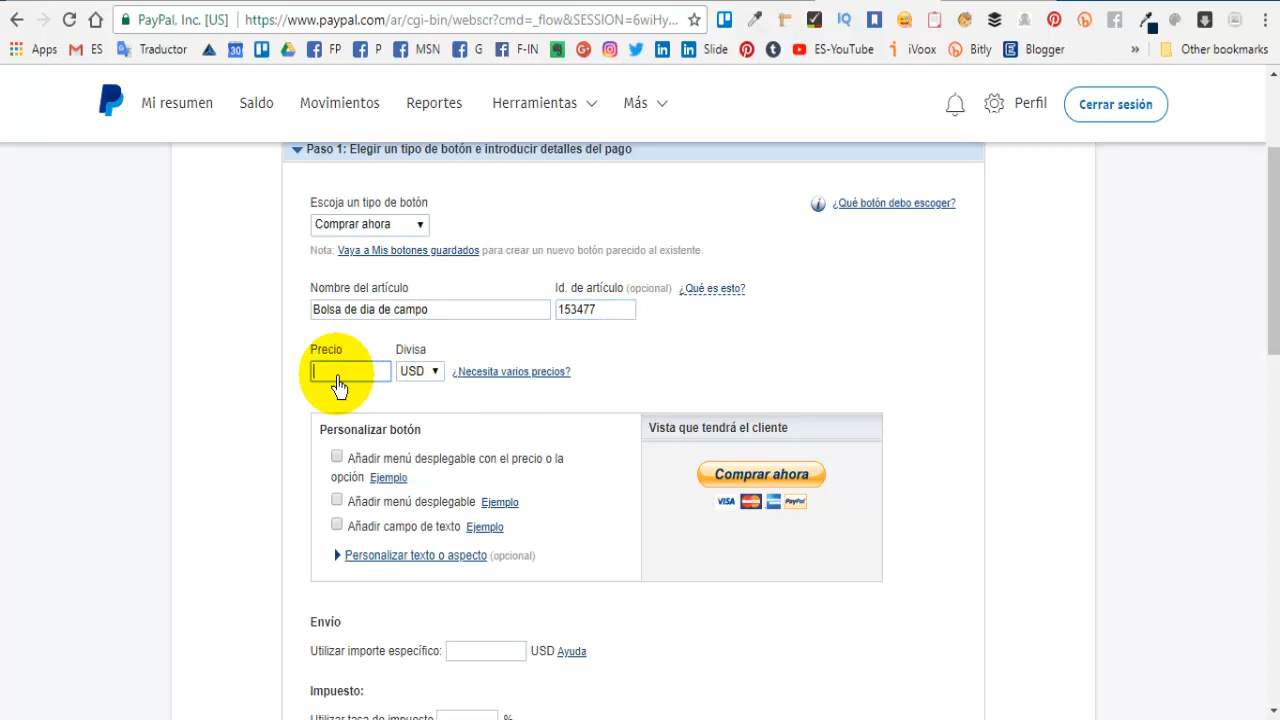 PayPal, Inc. [US] https://www.paypal.com/ar/cgi-bin/webscr?cmd=_flow&SESSION=6wiHy...
Apps ES Traductor 30 FP P MSN G F-IN Slide ES-YouTube iVoox Bitly Blogger » Other bookmarks
Mi resumen Saldo Movimientos Reportes Herramientas Más Perfil Cerrar sesión
Paso 1: Elegir un tipo de botón e introducir detalles del pago
Escoja un tipo de botón ¿Qué botón debo escoger?
Comprar ahora
Nota: Vaya a Mis botones guardados para crear un nuevo botón parecido al existente.
Nombre del artículo Id. de artículo (opcional) ¿Qué es esto?
Bolsa de dia de campo 153477
Precio Divisa
USD ¿Necesita varios precios?
Personalizar botón
Añadir menú desplegable con el precio o la
opción Ejemplo
Añadir menú desplegable Ejemplo
Añadir campo de texto Ejemplo
Personalizar texto o aspecto (opcional)
Vista que tendrá el cliente
Comprar ahora
VISA MasterCard PayPal
Envío
Utilizar importe específico: USD Ayuda
Impuesto:
Utilizar tasa de impuesto %